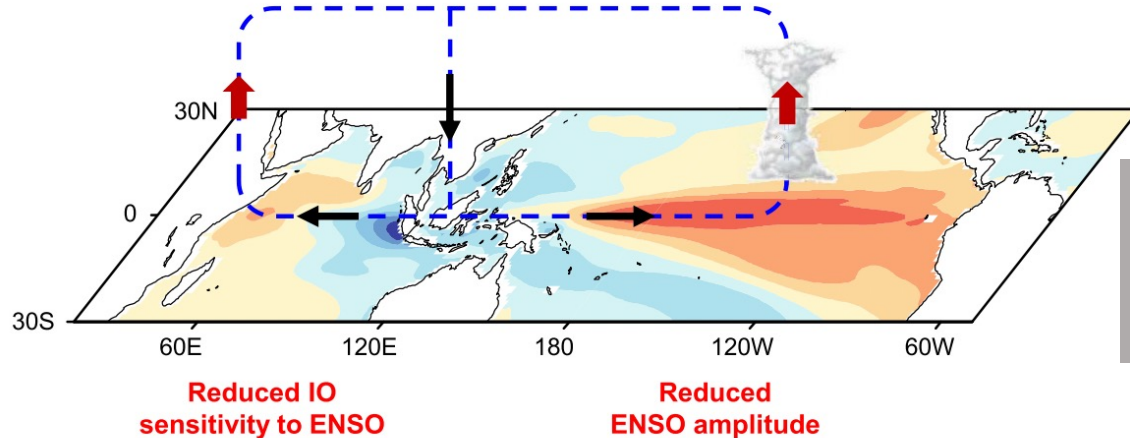 30N
0
30S
60E 120E 180 120W 60W
Reduced IO
sensitivity to ENSO
Reduced
ENSO amplitude